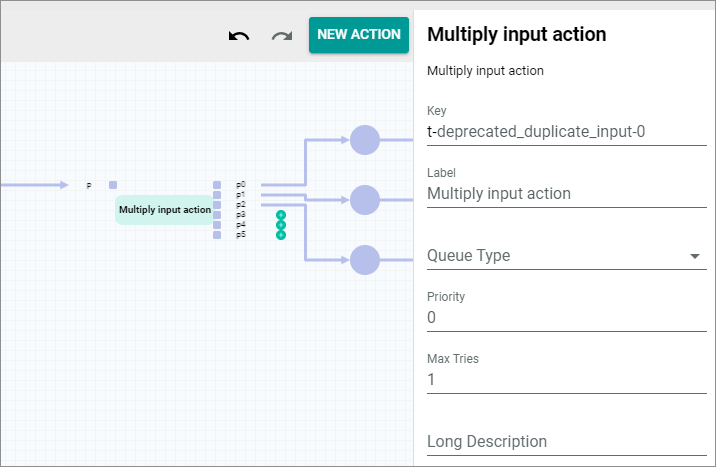 NEW ACTION
p
Multiply input action
p0
p1
p2
p3
p4
p5
Multiply input action
Multiply input action
Key
t-deprecated_duplicate_input-0
Label
Multiply input action
Queue Type
Priority
0
Max Tries
1
Long Description